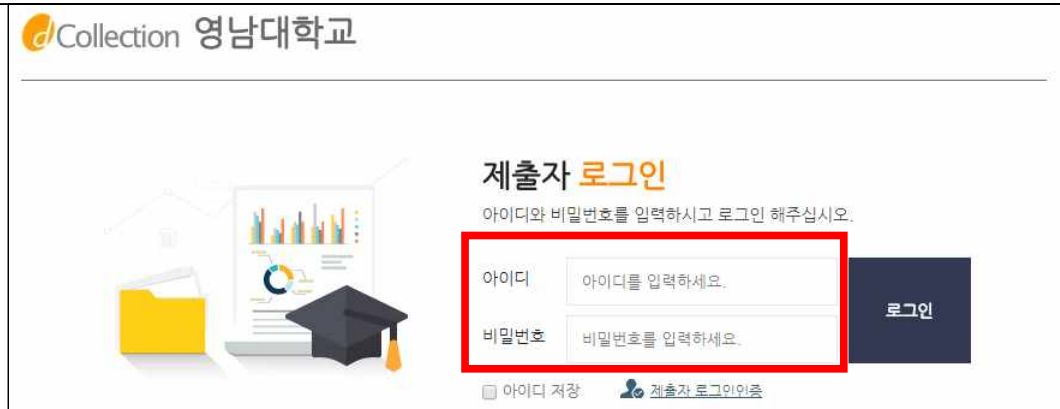 dCollection 영남대학교
제출자 로그인
아이디와 비밀번호를 입력하시고 로그인 해주십시오.
아이디 아이디를 입력하세요.
로그인
비밀번호 비밀번호를 입력하세요.
아이디 저장 제출자 로그인인증